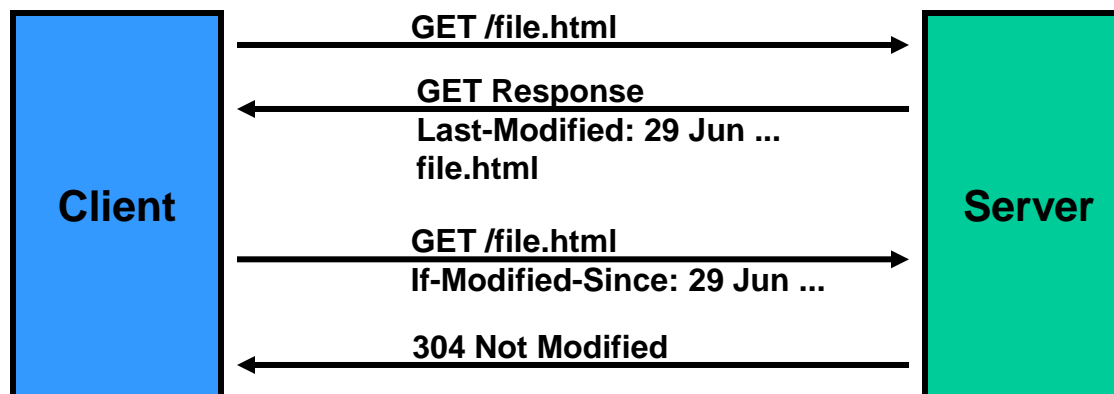 GET /file.html
GET Response
Last-Modified: 29 Jun ...
file.html
Client
Server
GET /file.html
If-Modified-Since: 29 Jun ...
304 Not Modified